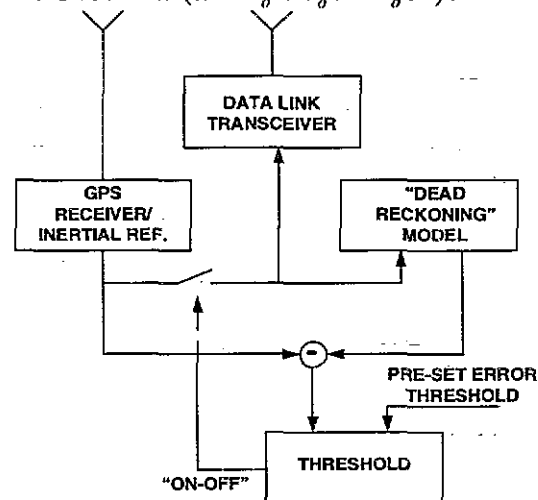 DATA LINK
TRANSCEIVER
GPS
RECEIVER/
INERTIAL REF.
"DEAD
RECKONING"
MODEL
-
PRE-SET ERROR
THRESHOLD
THRESHOLD
"ON-OFF"